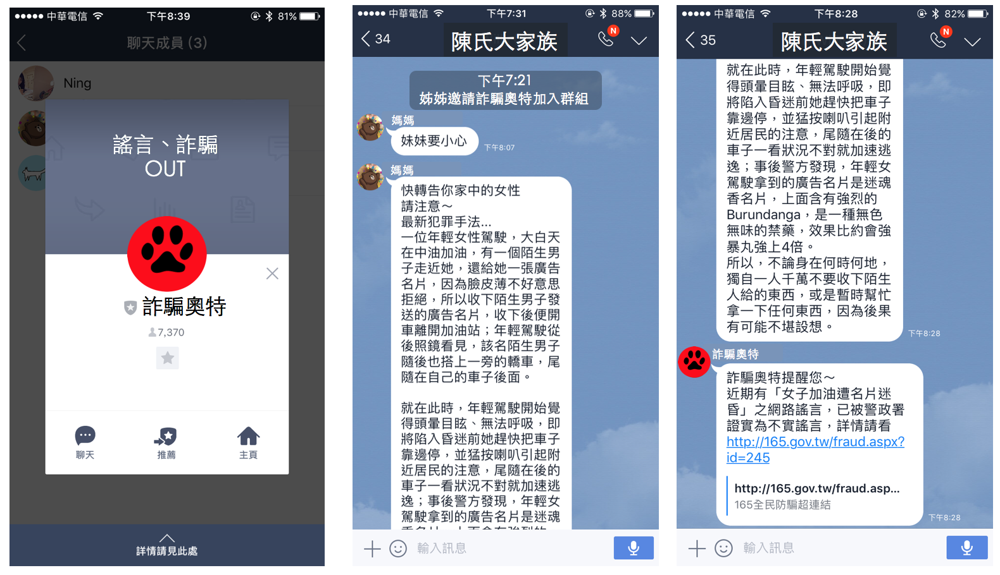 中華電信
下午8:39
81%
聊天成員 (3)
Ning
謠言、詐騙
OUT
詐騙奧特
7,370
聊天
推薦
主頁
詳情請見此處
中華電信
下午7:31
88%
34
陳氏大家族
N
下午7:21
姊姊邀請詐騙奧特加入群組
媽媽
妹妹要小心
下午8:07
媽媽
快轉告你家中的女性
請注意～
最新犯罪手法...
一位年輕女性駕駛，大白天
在中油加油，有一個陌生男
子走近她，還給她一張廣告
名片，因為臉皮薄不好意思
拒絕，所以收下陌生男子發
送的廣告名片，收下後便開
車離開加油站；年輕駕駛從
後照鏡看見，該名陌生男子
隨後也搭上一旁的轎車，尾
隨在自己的車子後面。
就在此時，年輕駕駛開始覺
得頭暈目眩、無法呼吸，即
將陷入昏迷前她趕快把車子
靠邊停，並猛按喇叭引起附
近居民的注意，尾隨在後的
車子一看狀況不對就加速逃
逸；事後警方發現，年輕女
駕駛拿到的廣告名片是迷魂
輸入訊息
中華電信
下午8:28
82%
35
陳氏大家族
N
就在此時，年輕駕駛開始覺
得頭暈目眩、無法呼吸，即
將陷入昏迷前她趕快把車子
靠邊停，並猛按喇叭引起附
近居民的注意，尾隨在後的
車子一看狀況不對就加速逃
逸；事後警方發現，年輕女
駕駛拿到的廣告名片是迷魂
香名片，上面含有強烈的
Burundanga，是一種無色
無味的禁藥，效果比約會強
暴丸強上4倍。
所以，不論身在何時何地，
獨自一人千萬不要收下陌生
人給的東西，或是暫時幫忙
拿一下任何東西，因為後果
有可能不堪設想。
下午8:28
詐騙奧特
詐騙奧特提醒您～
近期有「女子加油遭名片迷
昏」之網路謠言，已被警政署
證實為不實謠言，詳情請看
http://165.gov.tw/fraud.aspx?
id=245
http://165.gov.tw/fraud.asp...
165全民防騙超連結
下午8:28
輸入訊息